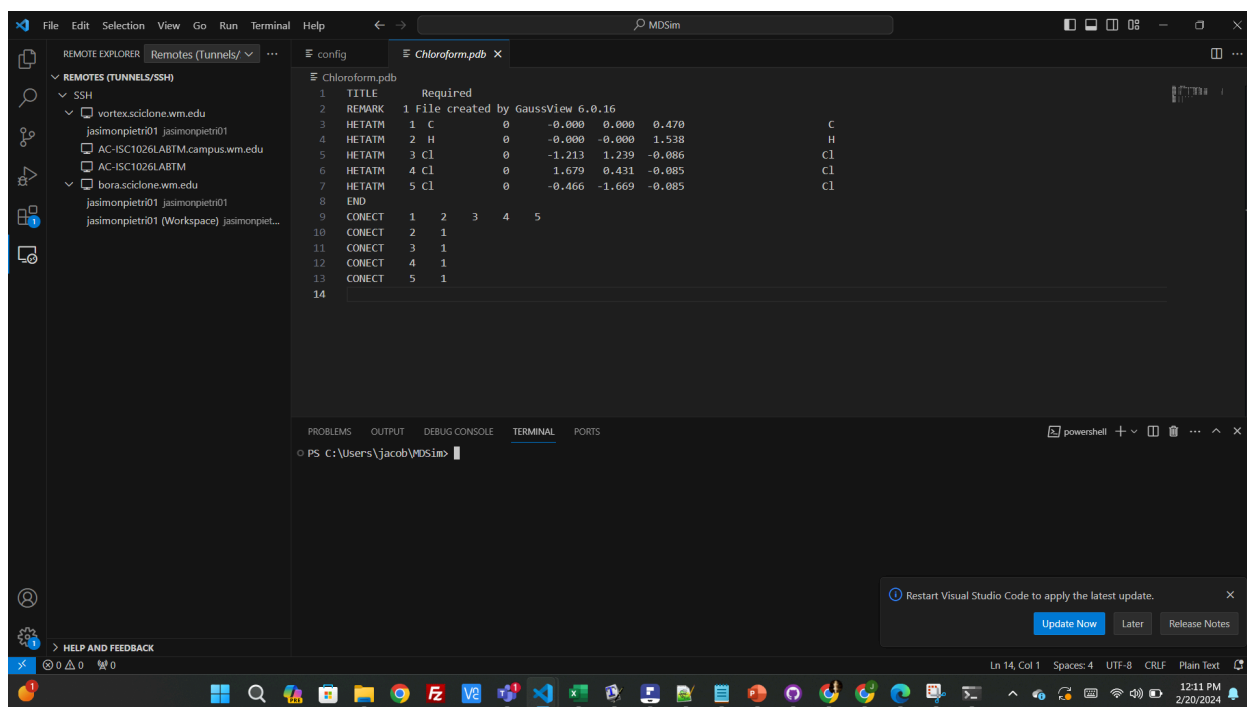 File Edit Selection View Go Run Terminal Help
MDSim
REMOTE EXPLORER Remotes (Tunnels/
REMOTES (TUNNELS/SSH)
SSH
vortex.sciclone.wm.edu
jasimonpietri01 jasimonpietri01
AC-ISC1026LABTM.campus.wm.edu
AC-ISC1026LABTM
bora.sciclone.wm.edu
jasimonpietri01 jasimonpietri01
jasimonpietri01 (Workspace) jasimonpiet...
HELP AND FEEDBACK
config Chloroform.pdb
Chloroform.pdb
1 TITLE Required
2 REMARK 1 File created by GaussView 6.0.16
3 HETATM 1 C 0 -0.000 0.000 0.470 C
4 HETATM 2 H 0 -0.000 -0.000 1.538 H
5 HETATM 3 Cl 0 -1.213 1.239 -0.086 Cl
6 HETATM 4 Cl 0 1.679 0.431 -0.085 Cl
7 HETATM 5 Cl 0 -0.466 -1.669 -0.085 Cl
8 END
9 CONECT 1 2 3 4 5
10 CONECT 2 1
11 CONECT 3 1
12 CONECT 4 1
13 CONECT 5 1
14
PROBLEMS OUTPUT DEBUG CONSOLE TERMINAL PORTS
powershell
PS C:\Users\jacob\MDSim>
Restart Visual Studio Code to apply the latest update.
Update Now Later Release Notes
0 0 0
Ln 14, Col 1 Spaces: 4 UTF-8 CRLF Plain Text
12:11 PM
2/20/2024